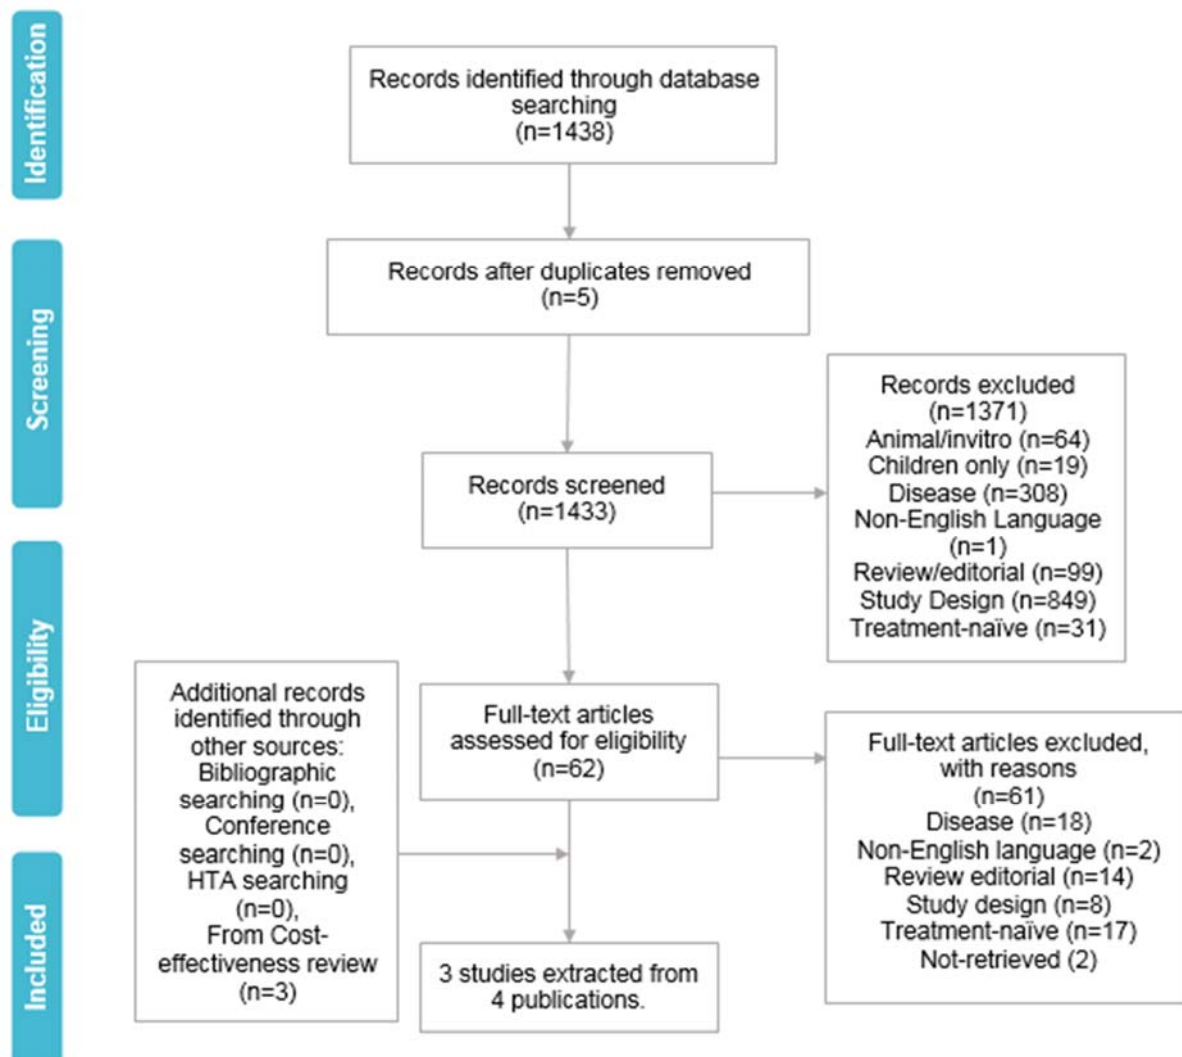 Identification
Records identified through database
searching
(n=1438)
Records after duplicates removed
(n=5)
Screening
Records screened
(n=1433)
Records excluded
(n=1371)
Animal/invitro (n=64)
Children only (n=19)
Disease (n=308)
Non-English Language
(n=1)
Review/editorial (n=99)
Study Design (n=849)
Treatment-naïve (n=31)
Eligibility
Full-text articles
assessed for eligibility
(n=62)
Additional records
identified through
other sources:
Bibliographic
searching (n=0),
Conference
searching (n=0),
HTA searching
(n=0),
From Cost-
effectiveness review
(n=3)
Full-text articles excluded,
with reasons
(n=61)
Disease (n=18)
Non-English language (n=2)
Review editorial (n=14)
Study design (n=8)
Treatment-naïve (n=17)
Not-retrieved (2)
Included
3 studies extracted from
4 publications.